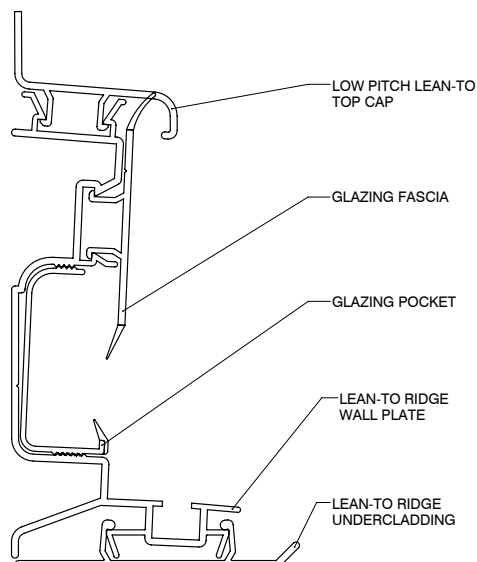 LOW PITCH LEAN-TO
TOP CAP
GLAZING FASCIA
GLAZING POCKET
LEAN-TO RIDGE
WALL PLATE
LEAN-TO RIDGE
UNDERCLADDING